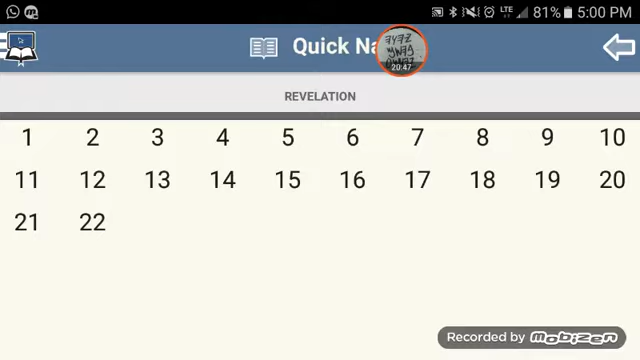 81% 5:00 PM
LTE
Quick Na
20:47
REVELATION
1 2 3 4 5 6 7 8 9 10
11 12 13 14 15 16 17 18 19 20
21 22
Recorded by
mobizen